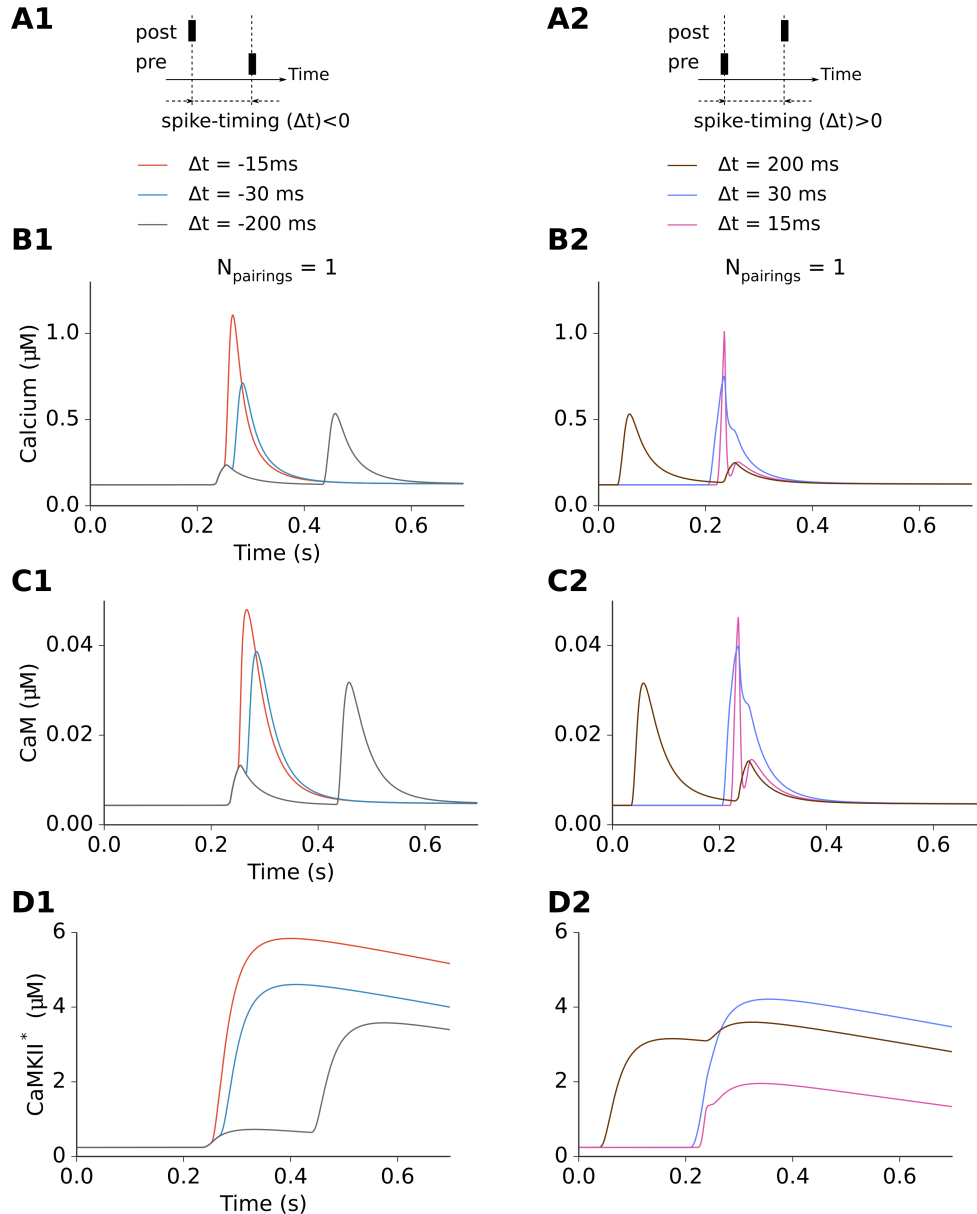 A1
post
pre
Time
spike-timing (Δt)<0
Δt = -15ms
Δt = -30 ms
Δt = -200 ms
A2
post
pre
Time
spike-timing (Δt)>0
Δt = 200 ms
Δt = 30 ms
Δt = 15ms
B1
N_pairings = 1
Calcium (μM)
1.0
0.5
0.0
0.0 0.2 0.4 0.6
Time (s)
B2
N_pairings = 1
1.0
0.5
0.0
0.0 0.2 0.4 0.6
C1
CaM (μM)
0.04
0.02
0.00
0.0 0.2 0.4 0.6
Time (s)
C2
0.04
0.02
0.00
0.0 0.2 0.4 0.6
D1
CaMKII* (μM)
6
4
2
0
0.0 0.2 0.4 0.6
Time (s)
D2
6
4
2
0
0.0 0.2 0.4 0.6